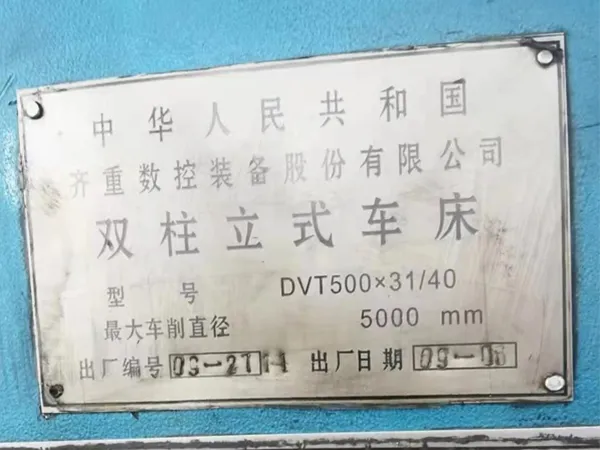 中华人民共和国
齐重数控装备股份有限公司
双柱立式车床
型号 DVT500×31/40
最大车削直径 5000 mm
出厂编号 出厂日期